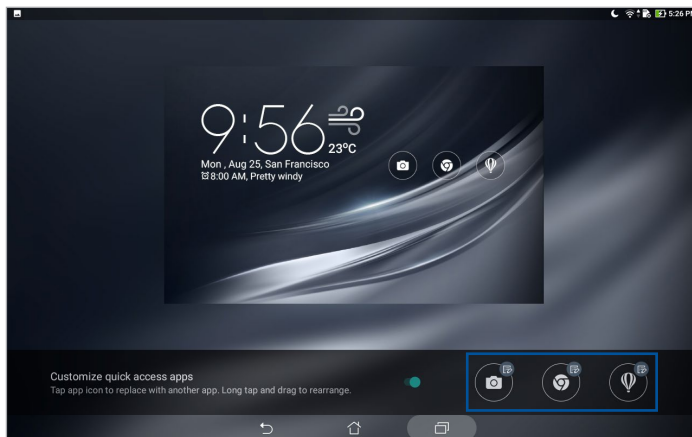 5:26 PM
9:56
23°C
Mon , Aug 25, San Francisco
8:00 AM, Pretty windy
Customize quick access apps
Tap app icon to replace with another app. Long tap and drag to rearrange.